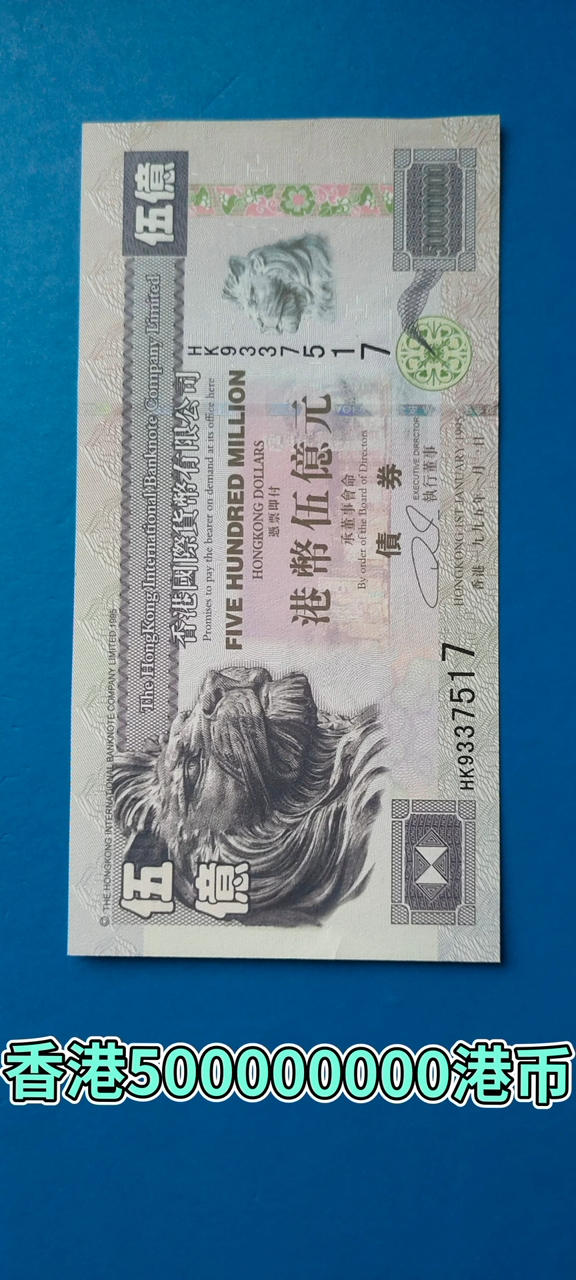 © THE HONGKONG INTERNATIONAL BANKNOTE COMPANY LIMITED 1995
伍億
The HongKong International Banknote Company Limited
香港國際貨幣有限公司
Promises to pay the bearer on demand at its office here
FIVE HUNDRED MILLION
HONGKONG DOLLARS
憑票即付
港幣伍億元
承董事會命
By order of the Board of Directors
債券
EXECUTIVE DIRECTOR
執行董事
HONGKONG 1ST JANUARY 1995
香港一九九五年一月一日
HK9337517
HK9337517
伍億
香港500000000港币